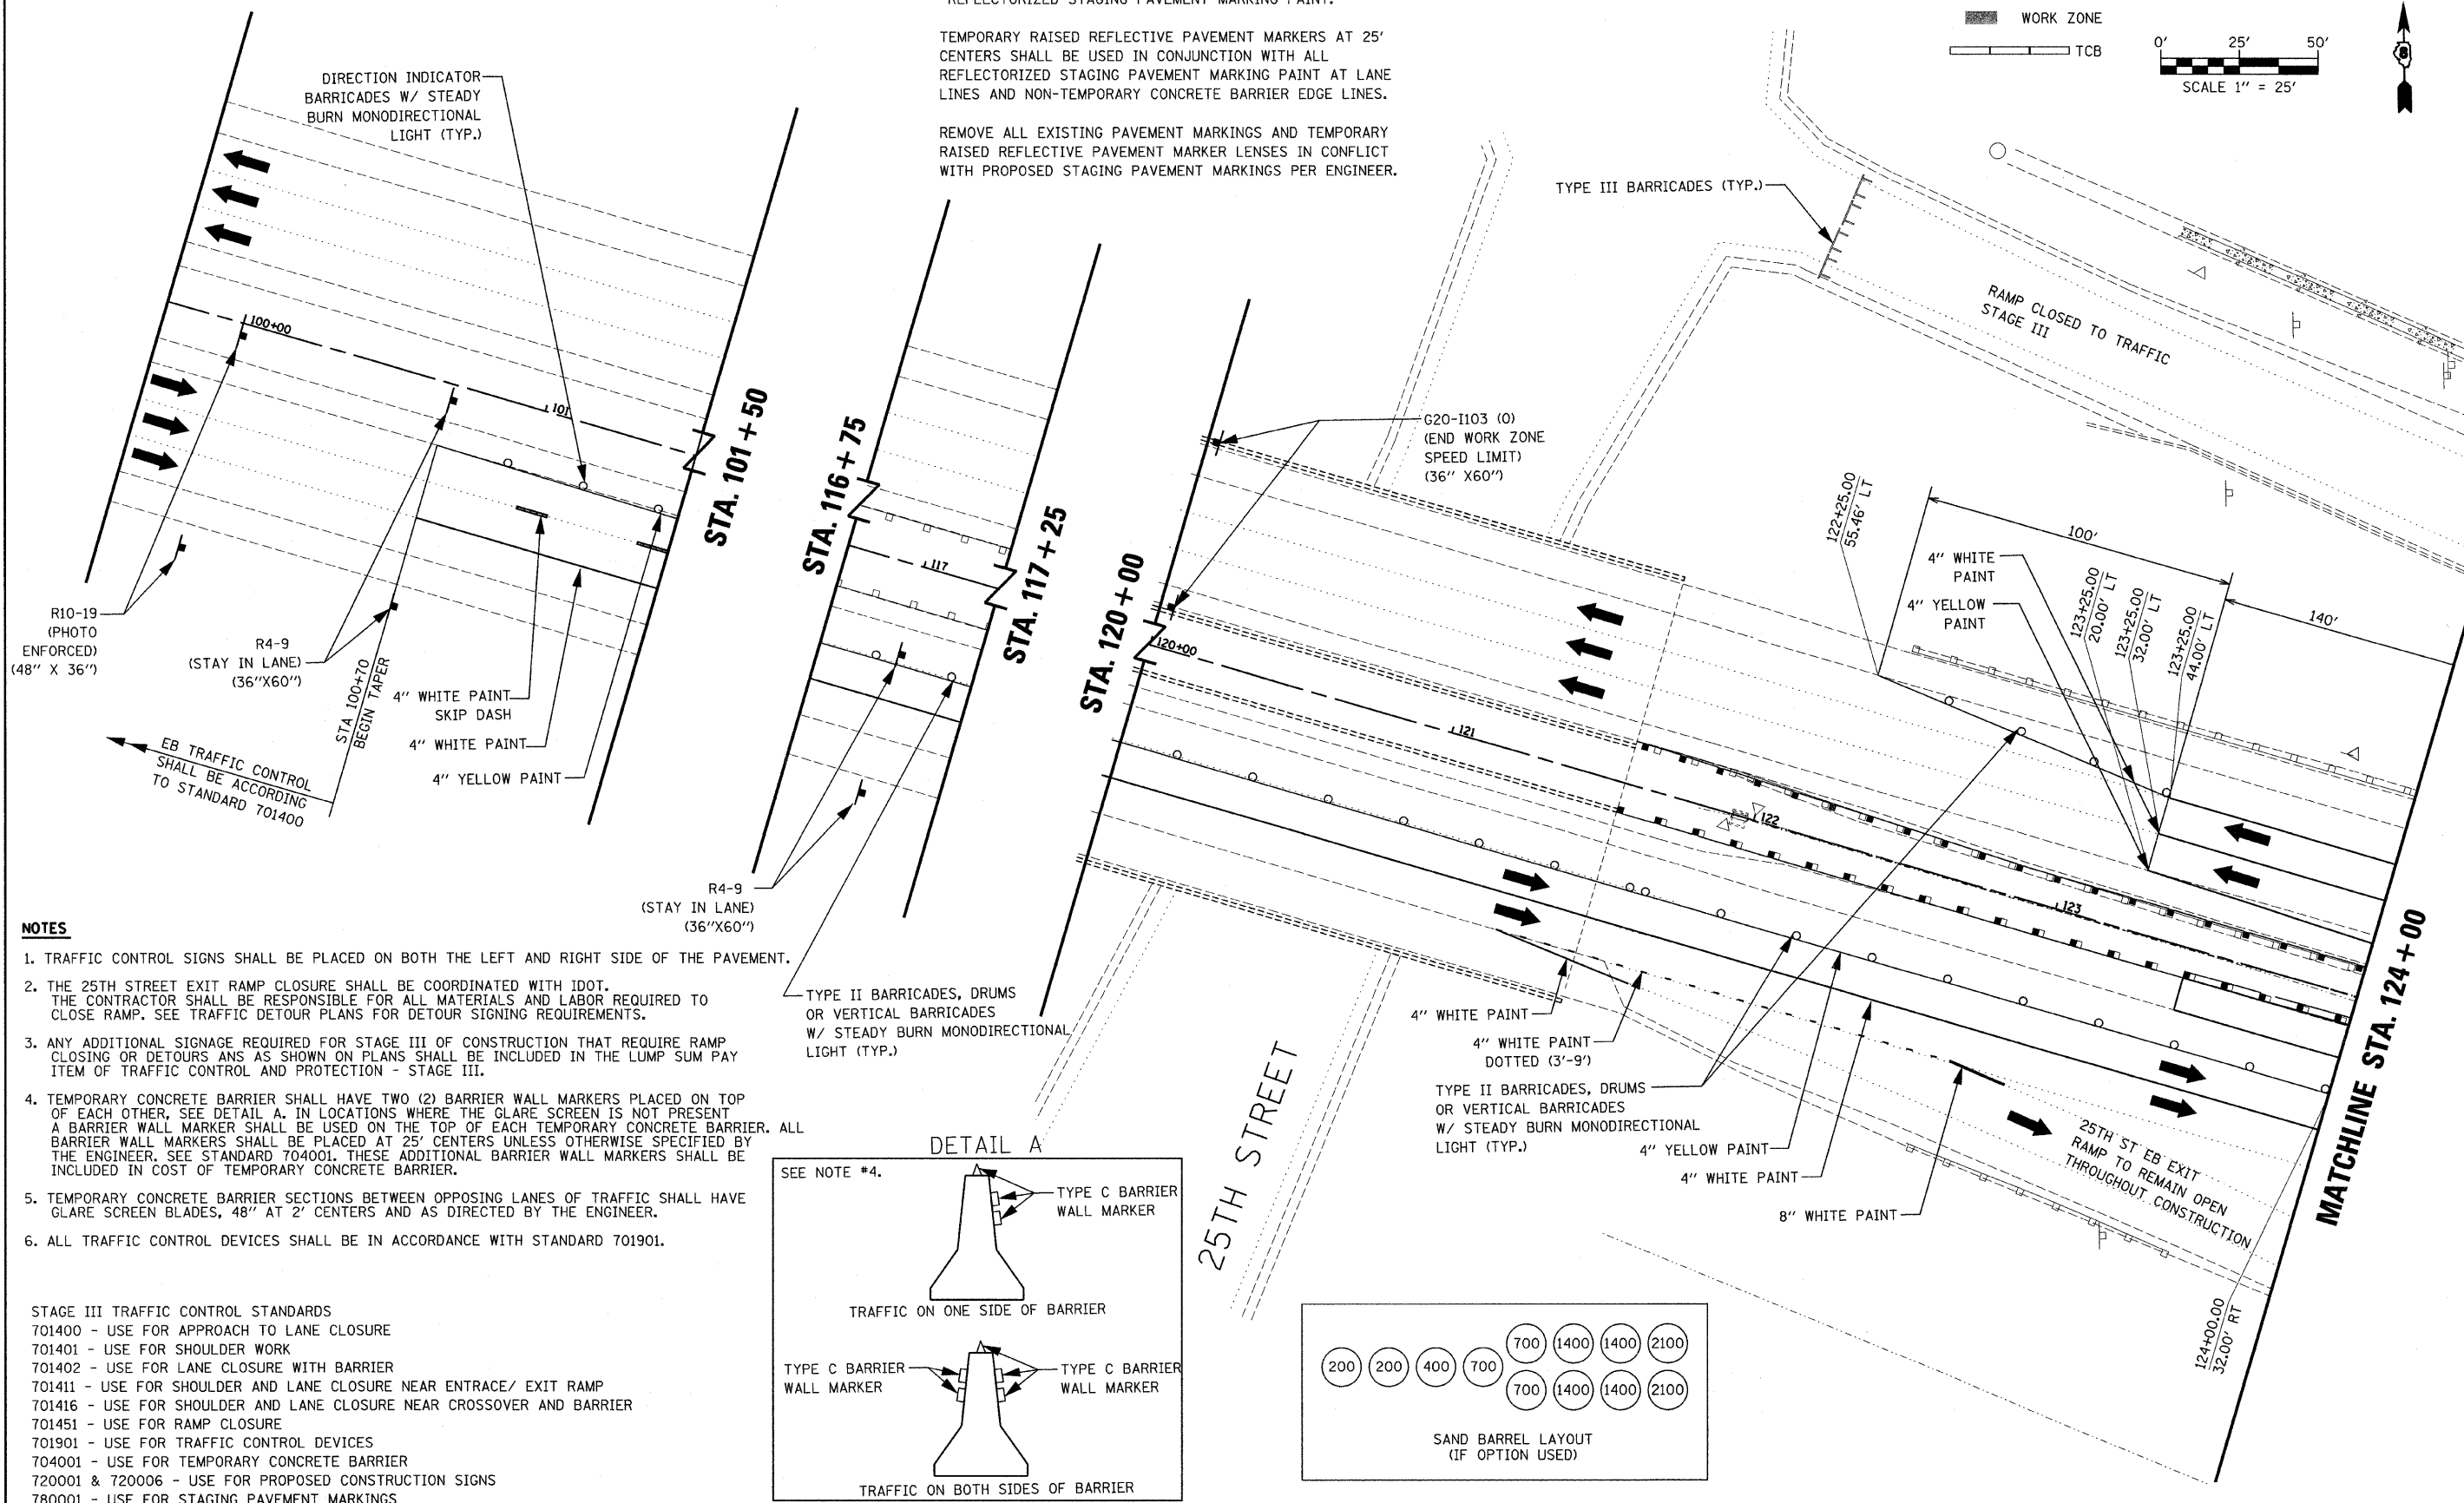 REFLECTORIZED STAGING PAVEMENT MARKING PAINT.
TEMPORARY RAISED REFLECTIVE PAVEMENT MARKERS AT 25'
CENTERS SHALL BE USED IN CONJUNCTION WITH ALL
REFLECTORIZED STAGING PAVEMENT MARKING PAINT AT LANE
LINES AND NON-TEMPORARY CONCRETE BARRIER EDGE LINES.
REMOVE ALL EXISTING PAVEMENT MARKINGS AND TEMPORARY
RAISED REFLECTIVE PAVEMENT MARKER LENSES IN CONFLICT
WITH PROPOSED STAGING PAVEMENT MARKINGS PER ENGINEER.
WORK ZONE
TCB
0' 25' 50'
SCALE 1" = 25'
DIRECTION INDICATOR
BARRICADES W/ STEADY
BURN MONODIRECTIONAL
LIGHT (TYP.)
100+00
101
STA. 101+50
R10-19
(PHOTO
ENFORCED)
(48" X 36")
R4-9
(STAY IN LANE)
(36"X60")
STA 100+70
BEGIN TAPER
4" WHITE PAINT
SKIP DASH
4" WHITE PAINT
4" YELLOW PAINT
EB TRAFFIC CONTROL
SHALL BE ACCORDING
TO STANDARD 701400
STA. 116+75
117
STA. 117+25
R4-9
(STAY IN LANE)
(36"X60")
TYPE II BARRICADES, DRUMS
OR VERTICAL BARRICADES
W/ STEADY BURN MONODIRECTIONAL
LIGHT (TYP.)
STA. 120+00
120+00
121
122
123
G20-I103 (O)
(END WORK ZONE
SPEED LIMIT)
(36" X60")
TYPE III BARRICADES (TYP.)
RAMP CLOSED TO TRAFFIC
STAGE III
122+25.00
55.46' LT
100'
140'
4" WHITE
PAINT
4" YELLOW
PAINT
123+25.00
20.00' LT
123+25.00
32.00' LT
123+25.00
44.00' LT
MATCHLINE STA. 124+00
4" WHITE PAINT
4" WHITE PAINT
DOTTED (3'-9')
TYPE II BARRICADES, DRUMS
OR VERTICAL BARRICADES
W/ STEADY BURN MONODIRECTIONAL
LIGHT (TYP.)
4" YELLOW PAINT
4" WHITE PAINT
8" WHITE PAINT
25TH ST EB EXIT
RAMP TO REMAIN OPEN
THROUGHOUT CONSTRUCTION
124+00.00
32.00' RT
25TH STREET
NOTES
1. TRAFFIC CONTROL SIGNS SHALL BE PLACED ON BOTH THE LEFT AND RIGHT SIDE OF THE PAVEMENT.
2. THE 25TH STREET EXIT RAMP CLOSURE SHALL BE COORDINATED WITH IDOT.
THE CONTRACTOR SHALL BE RESPONSIBLE FOR ALL MATERIALS AND LABOR REQUIRED TO
CLOSE RAMP. SEE TRAFFIC DETOUR PLANS FOR DETOUR SIGNING REQUIREMENTS.
3. ANY ADDITIONAL SIGNAGE REQUIRED FOR STAGE III OF CONSTRUCTION THAT REQUIRE RAMP
CLOSING OR DETOURS ANS AS SHOWN ON PLANS SHALL BE INCLUDED IN THE LUMP SUM PAY
ITEM OF TRAFFIC CONTROL AND PROTECTION - STAGE III.
4. TEMPORARY CONCRETE BARRIER SHALL HAVE TWO (2) BARRIER WALL MARKERS PLACED ON TOP
OF EACH OTHER, SEE DETAIL A. IN LOCATIONS WHERE THE GLARE SCREEN IS NOT PRESENT
A BARRIER WALL MARKER SHALL BE USED ON THE TOP OF EACH TEMPORARY CONCRETE BARRIER. ALL
BARRIER WALL MARKERS SHALL BE PLACED AT 25' CENTERS UNLESS OTHERWISE SPECIFIED BY
THE ENGINEER. SEE STANDARD 704001. THESE ADDITIONAL BARRIER WALL MARKERS SHALL BE
INCLUDED IN COST OF TEMPORARY CONCRETE BARRIER.
5. TEMPORARY CONCRETE BARRIER SECTIONS BETWEEN OPPOSING LANES OF TRAFFIC SHALL HAVE
GLARE SCREEN BLADES, 48" AT 2' CENTERS AND AS DIRECTED BY THE ENGINEER.
6. ALL TRAFFIC CONTROL DEVICES SHALL BE IN ACCORDANCE WITH STANDARD 701901.
STAGE III TRAFFIC CONTROL STANDARDS
701400 - USE FOR APPROACH TO LANE CLOSURE
701401 - USE FOR SHOULDER WORK
701402 - USE FOR LANE CLOSURE WITH BARRIER
701411 - USE FOR SHOULDER AND LANE CLOSURE NEAR ENTRACE/ EXIT RAMP
701416 - USE FOR SHOULDER AND LANE CLOSURE NEAR CROSSOVER AND BARRIER
701451 - USE FOR RAMP CLOSURE
701901 - USE FOR TRAFFIC CONTROL DEVICES
704001 - USE FOR TEMPORARY CONCRETE BARRIER
720001 & 720006 - USE FOR PROPOSED CONSTRUCTION SIGNS
780001 - USE FOR STAGING PAVEMENT MARKINGS
DETAIL A
SEE NOTE #4.
TYPE C BARRIER
WALL MARKER
TRAFFIC ON ONE SIDE OF BARRIER
TYPE C BARRIER
WALL MARKER
TYPE C BARRIER
WALL MARKER
TRAFFIC ON BOTH SIDES OF BARRIER
700 1400 1400 2100
200 200 400 700
700 1400 1400 2100
SAND BARREL LAYOUT
(IF OPTION USED)